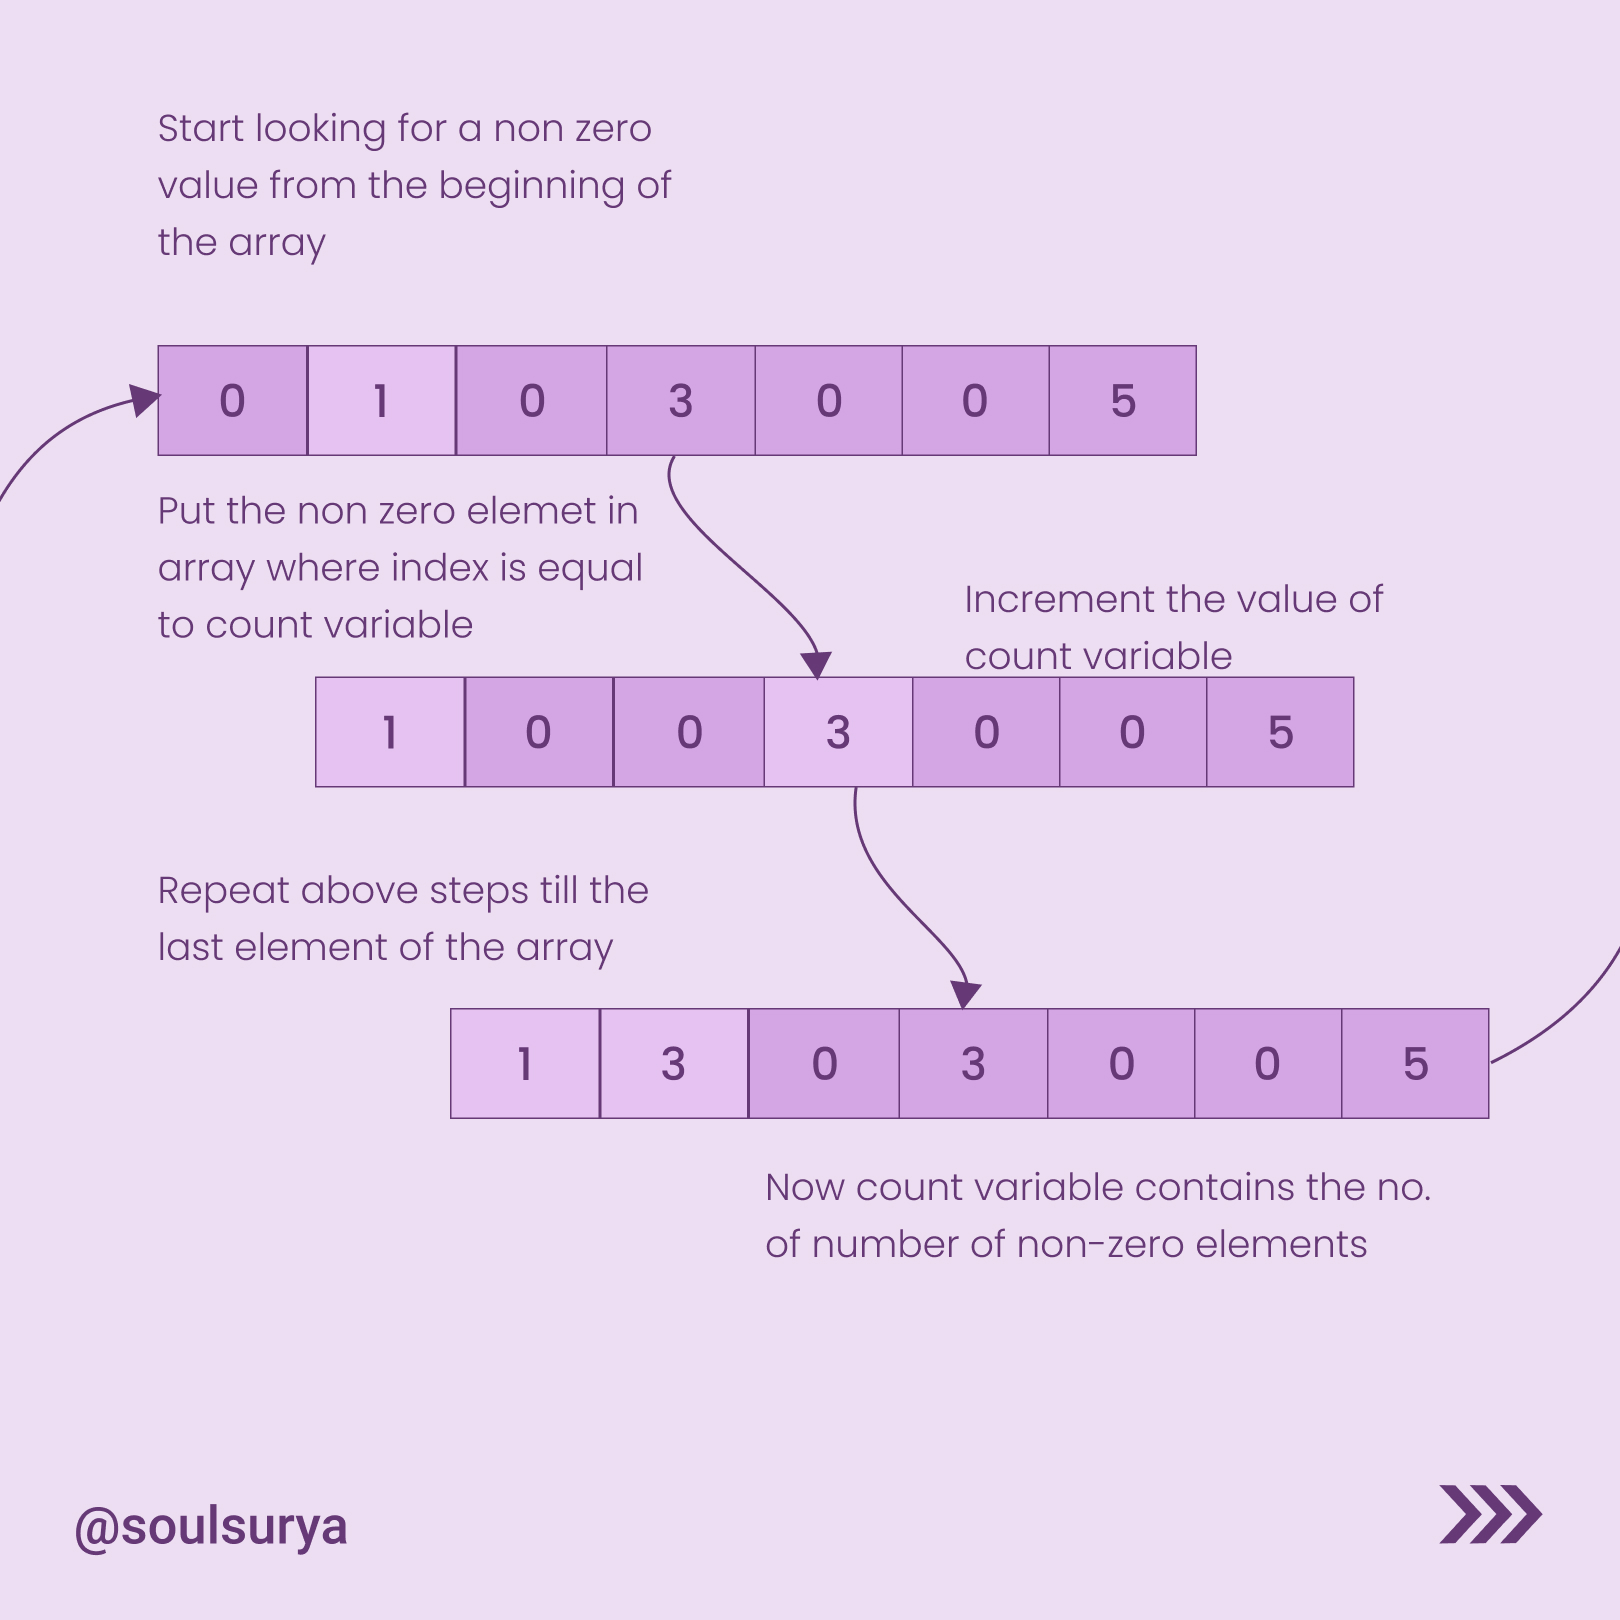 Start looking for a non zero
value from the beginning of
the array
0 1 0 3 0 0 5
Put the non zero elemet in
array where index is equal
to count variable
Increment the value of
count variable
1 0 0 3 0 0 5
Repeat above steps till the
last element of the array
1 3 0 3 0 0 5
Now count variable contains the no.
of number of non-zero elements
@soulsurya